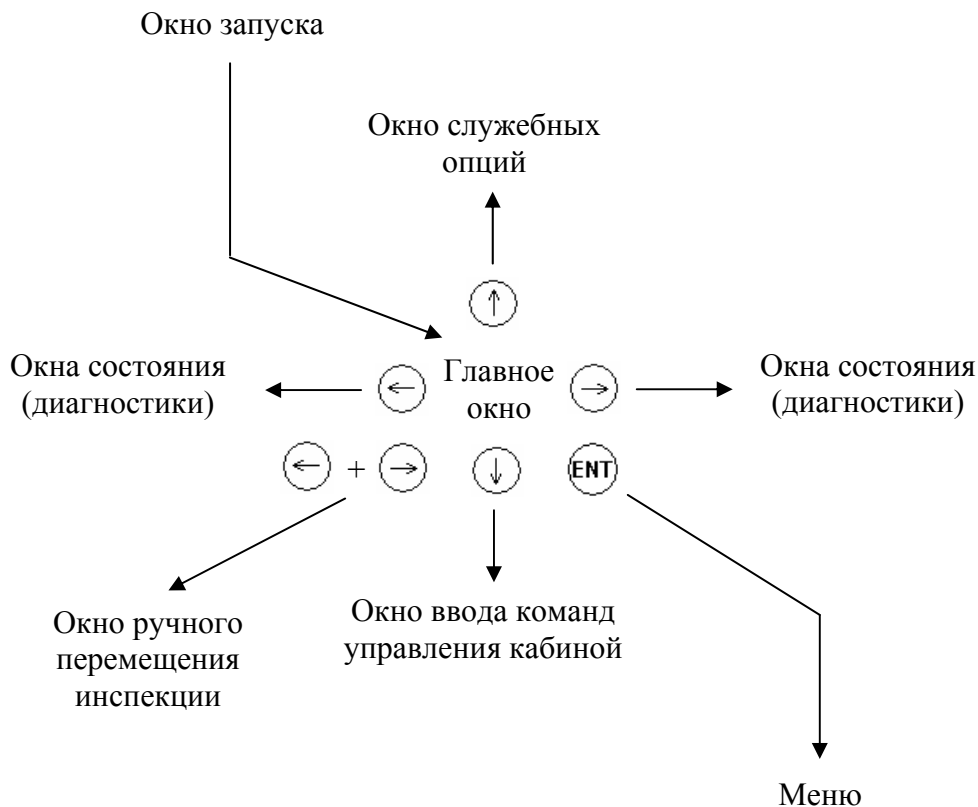 Окно запуска
Окно служебных
опций
Окна состояния
(диагностики)
Главное
окно
Окна состояния
(диагностики)
+
ENT
Окно ручного
перемещения
инспекции
Окно ввода команд
управления кабиной
Меню